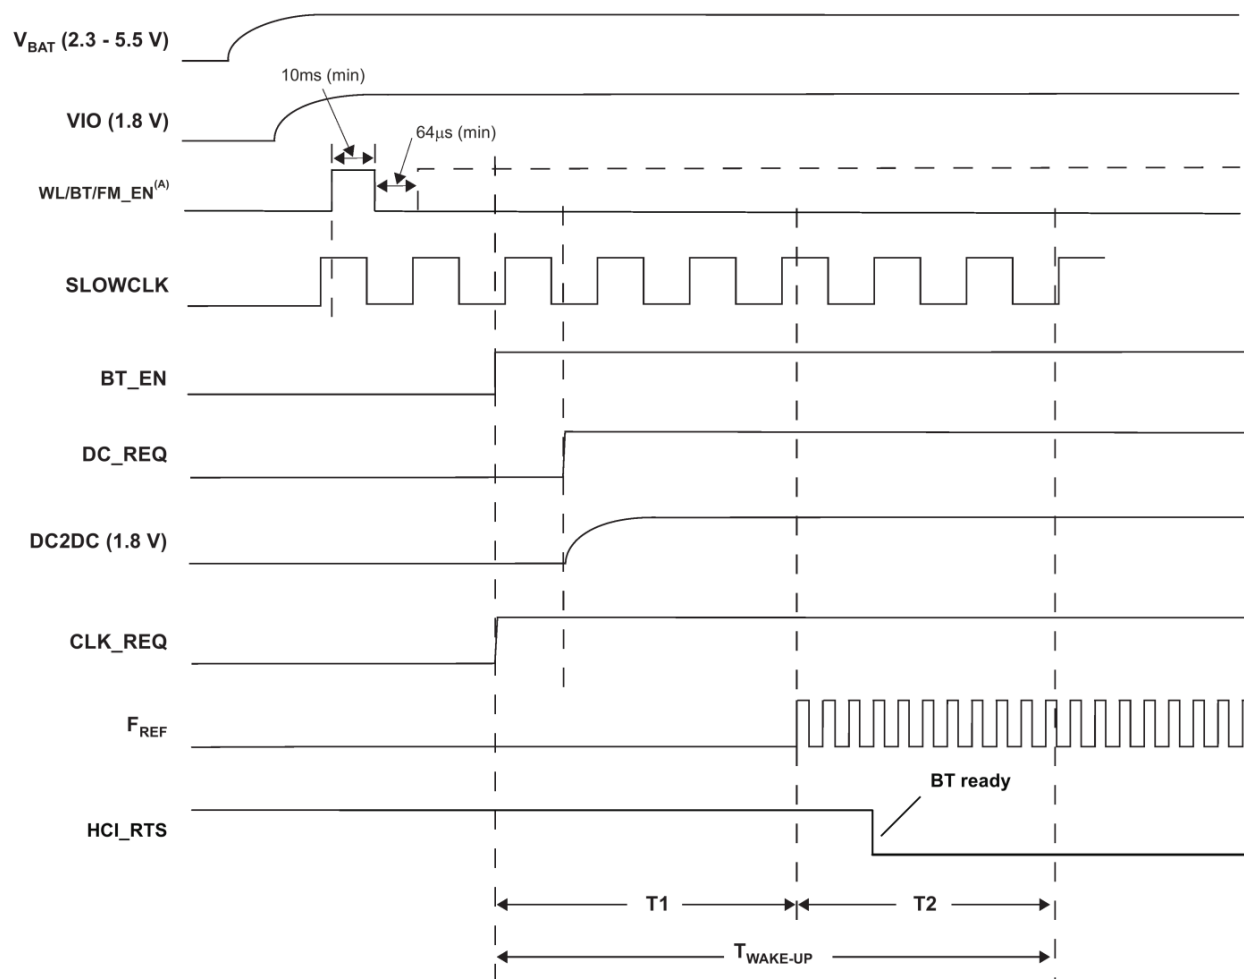 V_BAT (2.3 - 5.5 V)
10ms (min)
VIO (1.8 V)
64μs (min)
WL/BT/FM_EN(A)
SLOWCLK
BT_EN
DC_REQ
DC2DC (1.8 V)
CLK_REQ
F_REF
BT ready
HCI_RTS
T1
T2
T_WAKE-UP